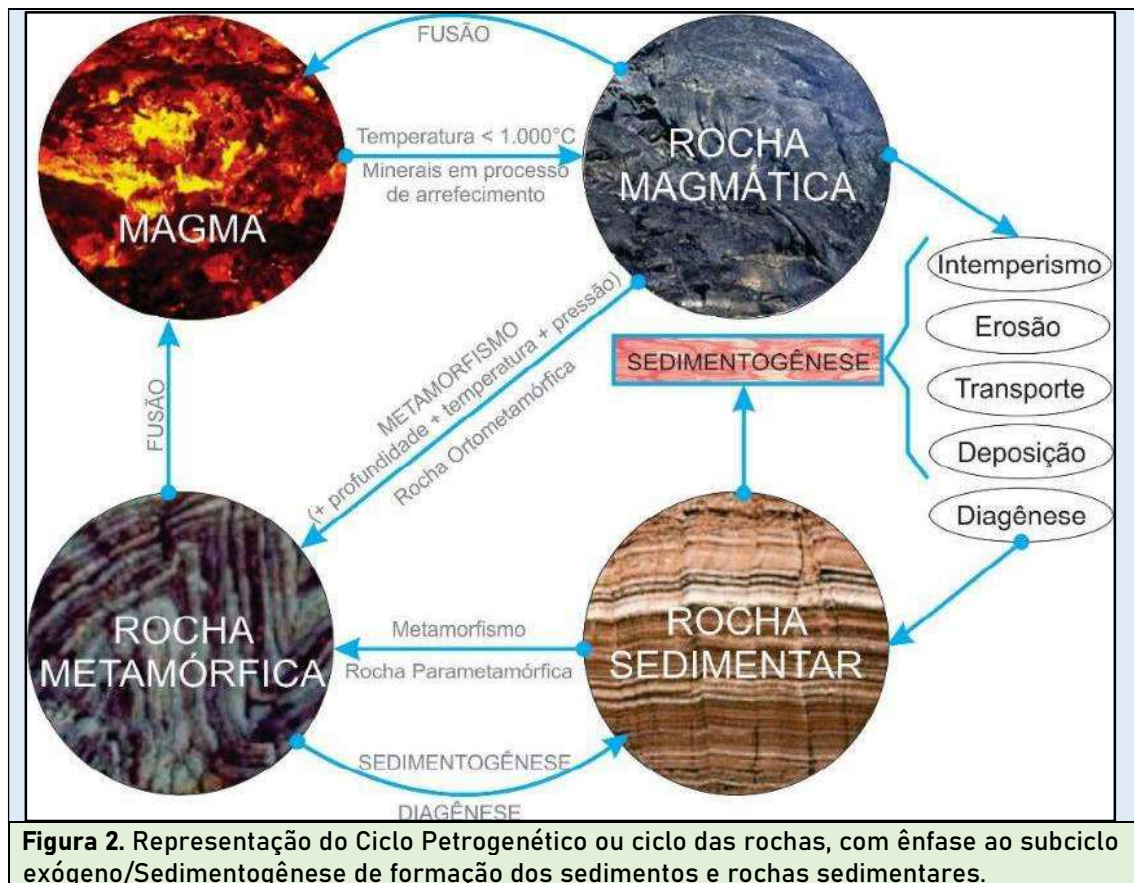 FUSÃO
MAGMA
Temperatura < 1.000°C
Minerais em processo
de arrefecimento
ROCHA
MAGMÁTICA
Intemperismo
Erosão
Transporte
Deposição
Diagênese
SEDIMENTOGÊNESE
METAMORFISMO
(+ profundidade + temperatura + pressão)
Rocha Ortometamórfica
FUSÃO
ROCHA
METAMÓRFICA
Metamorfismo
Rocha Parametamórfica
ROCHA
SEDIMENTAR
SEDIMENTOGÊNESE
DIAGÊNESE
Figura 2. Representação do Ciclo Petrogenético ou ciclo das rochas, com ênfase ao subciclo
exógeno/Sedimentogênese de formação dos sedimentos e rochas sedimentares.